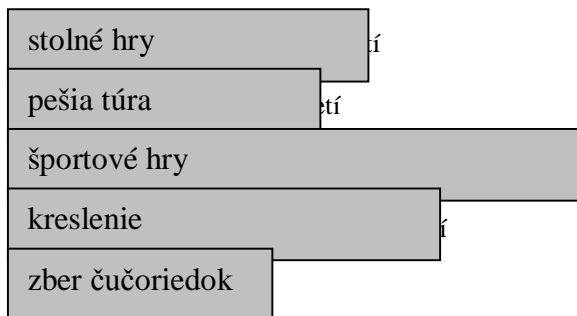 stolné hry
pešia túra
športové hry
kreslenie
zber čučoriedok